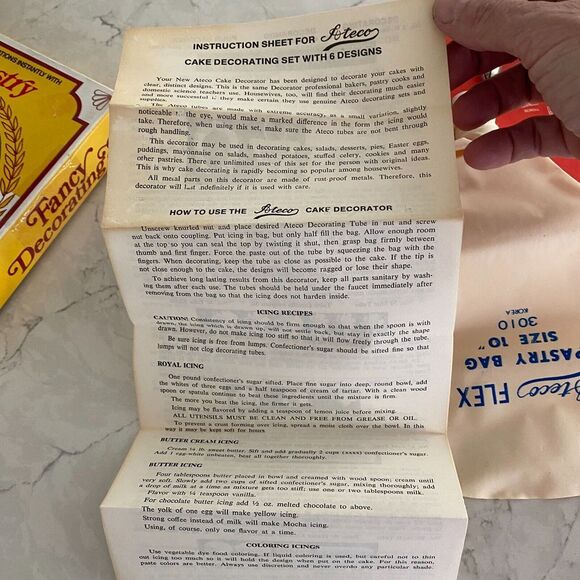 INSTRUCTION SHEET FOR Ateco
CAKE DECORATING SET WITH 6 DESIGNS
Your New Ateco Cake Decorator has been designed to decorate your cakes with
clear, distinct designs. This is the same Decorator professional bakers, pastry cooks and
domestic science teachers use. Housewives, too, will find their decorating much easier
and more successful if they make certain they use genuine Ateco decorating sets and
supplies.
The Ateco tubes are made with extreme accuracy, as a small variation, slightly
noticeable to the eye, would make a marked difference in the form the icing would
take. Therefore, when using this set, make sure the Ateco tubes are not bent through
rough handling.
This decorator may be used in decorating cakes, salads, desserts, pies, Easter eggs,
puddings, mayonnaise on salads, mashed potatoes, stuffed celery, cookies and many
other pastries. There are unlimited uses of this set for the person with original ideas.
This is why cake decorating is rapidly becoming so popular among housewives.
All metal parts on this decorator are made of rust-proof metals. Therefore, this
decorator will last indefinitely if it is used with care.
HOW TO USE THE Ateco CAKE DECORATOR
Unscrew knurled nut and place desired Ateco Decorating Tube in nut and screw
nut back onto coupling. Put icing in bag, but only half fill the bag. Allow enough room
at the top so you can seal the top by twisting it shut, then grasp bag firmly between
thumb and first finger. Force the paste out of the tube by squeezing the bag with the
fingers. When decorating, keep the tube as close as possible to the cake. If the tip is
not close enough to the cake, the designs will become ragged or lose their shape.
To achieve long lasting results from this decorator, keep all parts sanitary by wash-
ing them after each use. The tubes should be held under the faucet immediately after
removing from the bag so that the icing does not harden inside.
ICING RECIPES
CAUTION: Consistency of icing should be firm enough so that when the spoon is with
drawn, the icing which is drawn up, will not settle back, but stay in exactly the shape
drawn. However, do not make icing too stiff so that it will flow freely through the tube.
Be sure icing is free from lumps. Confectioner's sugar should be sifted fine so that
lumps will not clog decorating tubes.
ROYAL ICING
One pound confectioner's sugar sifted. Place fine sugar into deep, round bowl, add
the whites of three eggs and a half teaspoon of cream of tartar. With a clean wood
spoon or spatula continue to beat these ingredients until the mixture is firm.
The more you beat the icing, the firmer it gets.
Icing may be flavored by adding a teaspoon of lemon juice before mixing.
ALL UTENSILS MUST BE CLEAN AND FREE FROM GREASE OR OIL.
To prevent a crust forming over icing, spread a moist cloth over the bowl. In this
way it may be kept soft for hours
BUTTER CREAM ICING
Cream ¼ lb. sweet butter. Sift and add gradually 2 cups (xxxx) confectioner's sugar.
Add 1 egg-white unbeaten, beat all together thoroughly.
BUTTER ICING
Four tablespoons butter placed in bowl and creamed with wood spoon; cream until
very soft. Slowly add two cups of sifted confectioner's sugar, mixing thoroughly; add
a drop of milk at a time as mixture gets too stiff; use one or two tablespoons milk.
Flavor with ¼ teaspoon vanilla.
For chocolate butter icing add ½ oz. melted chocolate to above.
The yolk of one egg will make yellow icing.
Strong coffee instead of milk will make Mocha icing.
Using, of course, only one flavor at a time.
COLORING ICINGS
Use vegetable dye food coloring. If liquid coloring is used, but careful not to thin
out icing too much so it will hold the design when put on the cake. For this reason,
paste colors are better. Always use discretion and never overdo any particular shade.
INSTANTLY WITH
stry
Fancy
Decorating
Ateco FLEX
PASTRY BAG
SIZE 10"
3010
KOREA